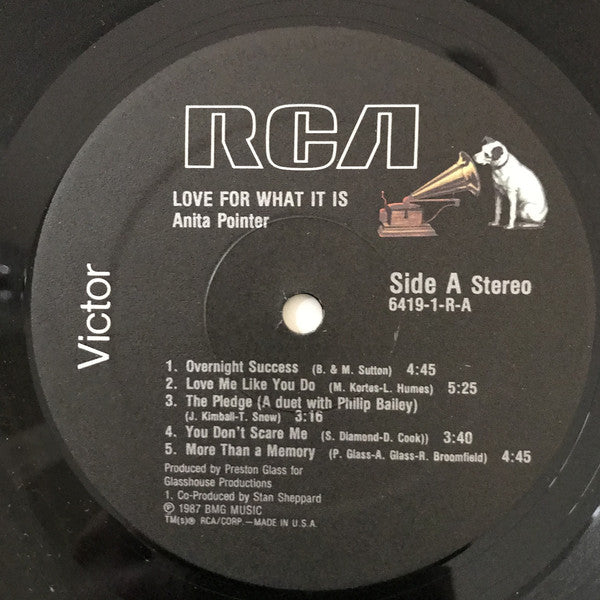 RCA
LOVE FOR WHAT IT IS
Anita Pointer
Victor
Side A Stereo
6419-1-R-A
1. Overnight Success (B. & M. Sutton) 4:45
2. Love Me Like You Do (M. Kortes-L. Humes) 5:25
3. The Pledge (A duet with Philip Bailey)
(J. Kimball-T. Snow) 3:16
4. You Don't Scare Me (S. Diamond-D. Cook)) 3:40
5. More Than a Memory (P. Glass-A. Glass-R. Broomfield) 4:45
Produced by Preston Glass for
Glasshouse Productions
1. Co-Produced by Stan Sheppard
℗ 1987 BMG MUSIC
TM(s)® RCA/CORP.—MADE IN U.S.A.